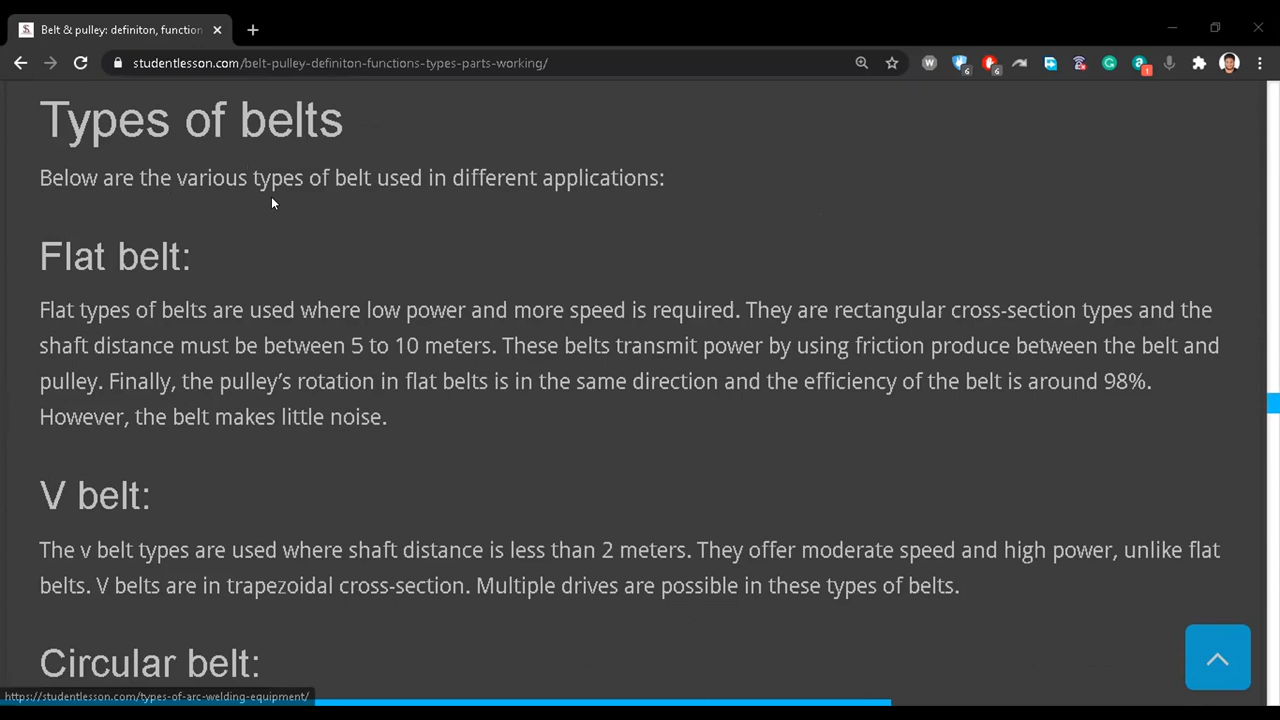 Belt & pulley: definiton, function
studentlesson.com/belt-pulley-definiton-functions-types-parts-working/
6
6
1
Types of belts
Below are the various types of belt used in different applications:
Flat belt:
Flat types of belts are used where low power and more speed is required. They are rectangular cross-section types and the
shaft distance must be between 5 to 10 meters. These belts transmit power by using friction produce between the belt and
pulley. Finally, the pulley’s rotation in flat belts is in the same direction and the efficiency of the belt is around 98%.
However, the belt makes little noise.
V belt:
The v belt types are used where shaft distance is less than 2 meters. They offer moderate speed and high power, unlike flat
belts. V belts are in trapezoidal cross-section. Multiple drives are possible in these types of belts.
Circular belt:
https://studentlesson.com/types-of-arc-welding-equipment/